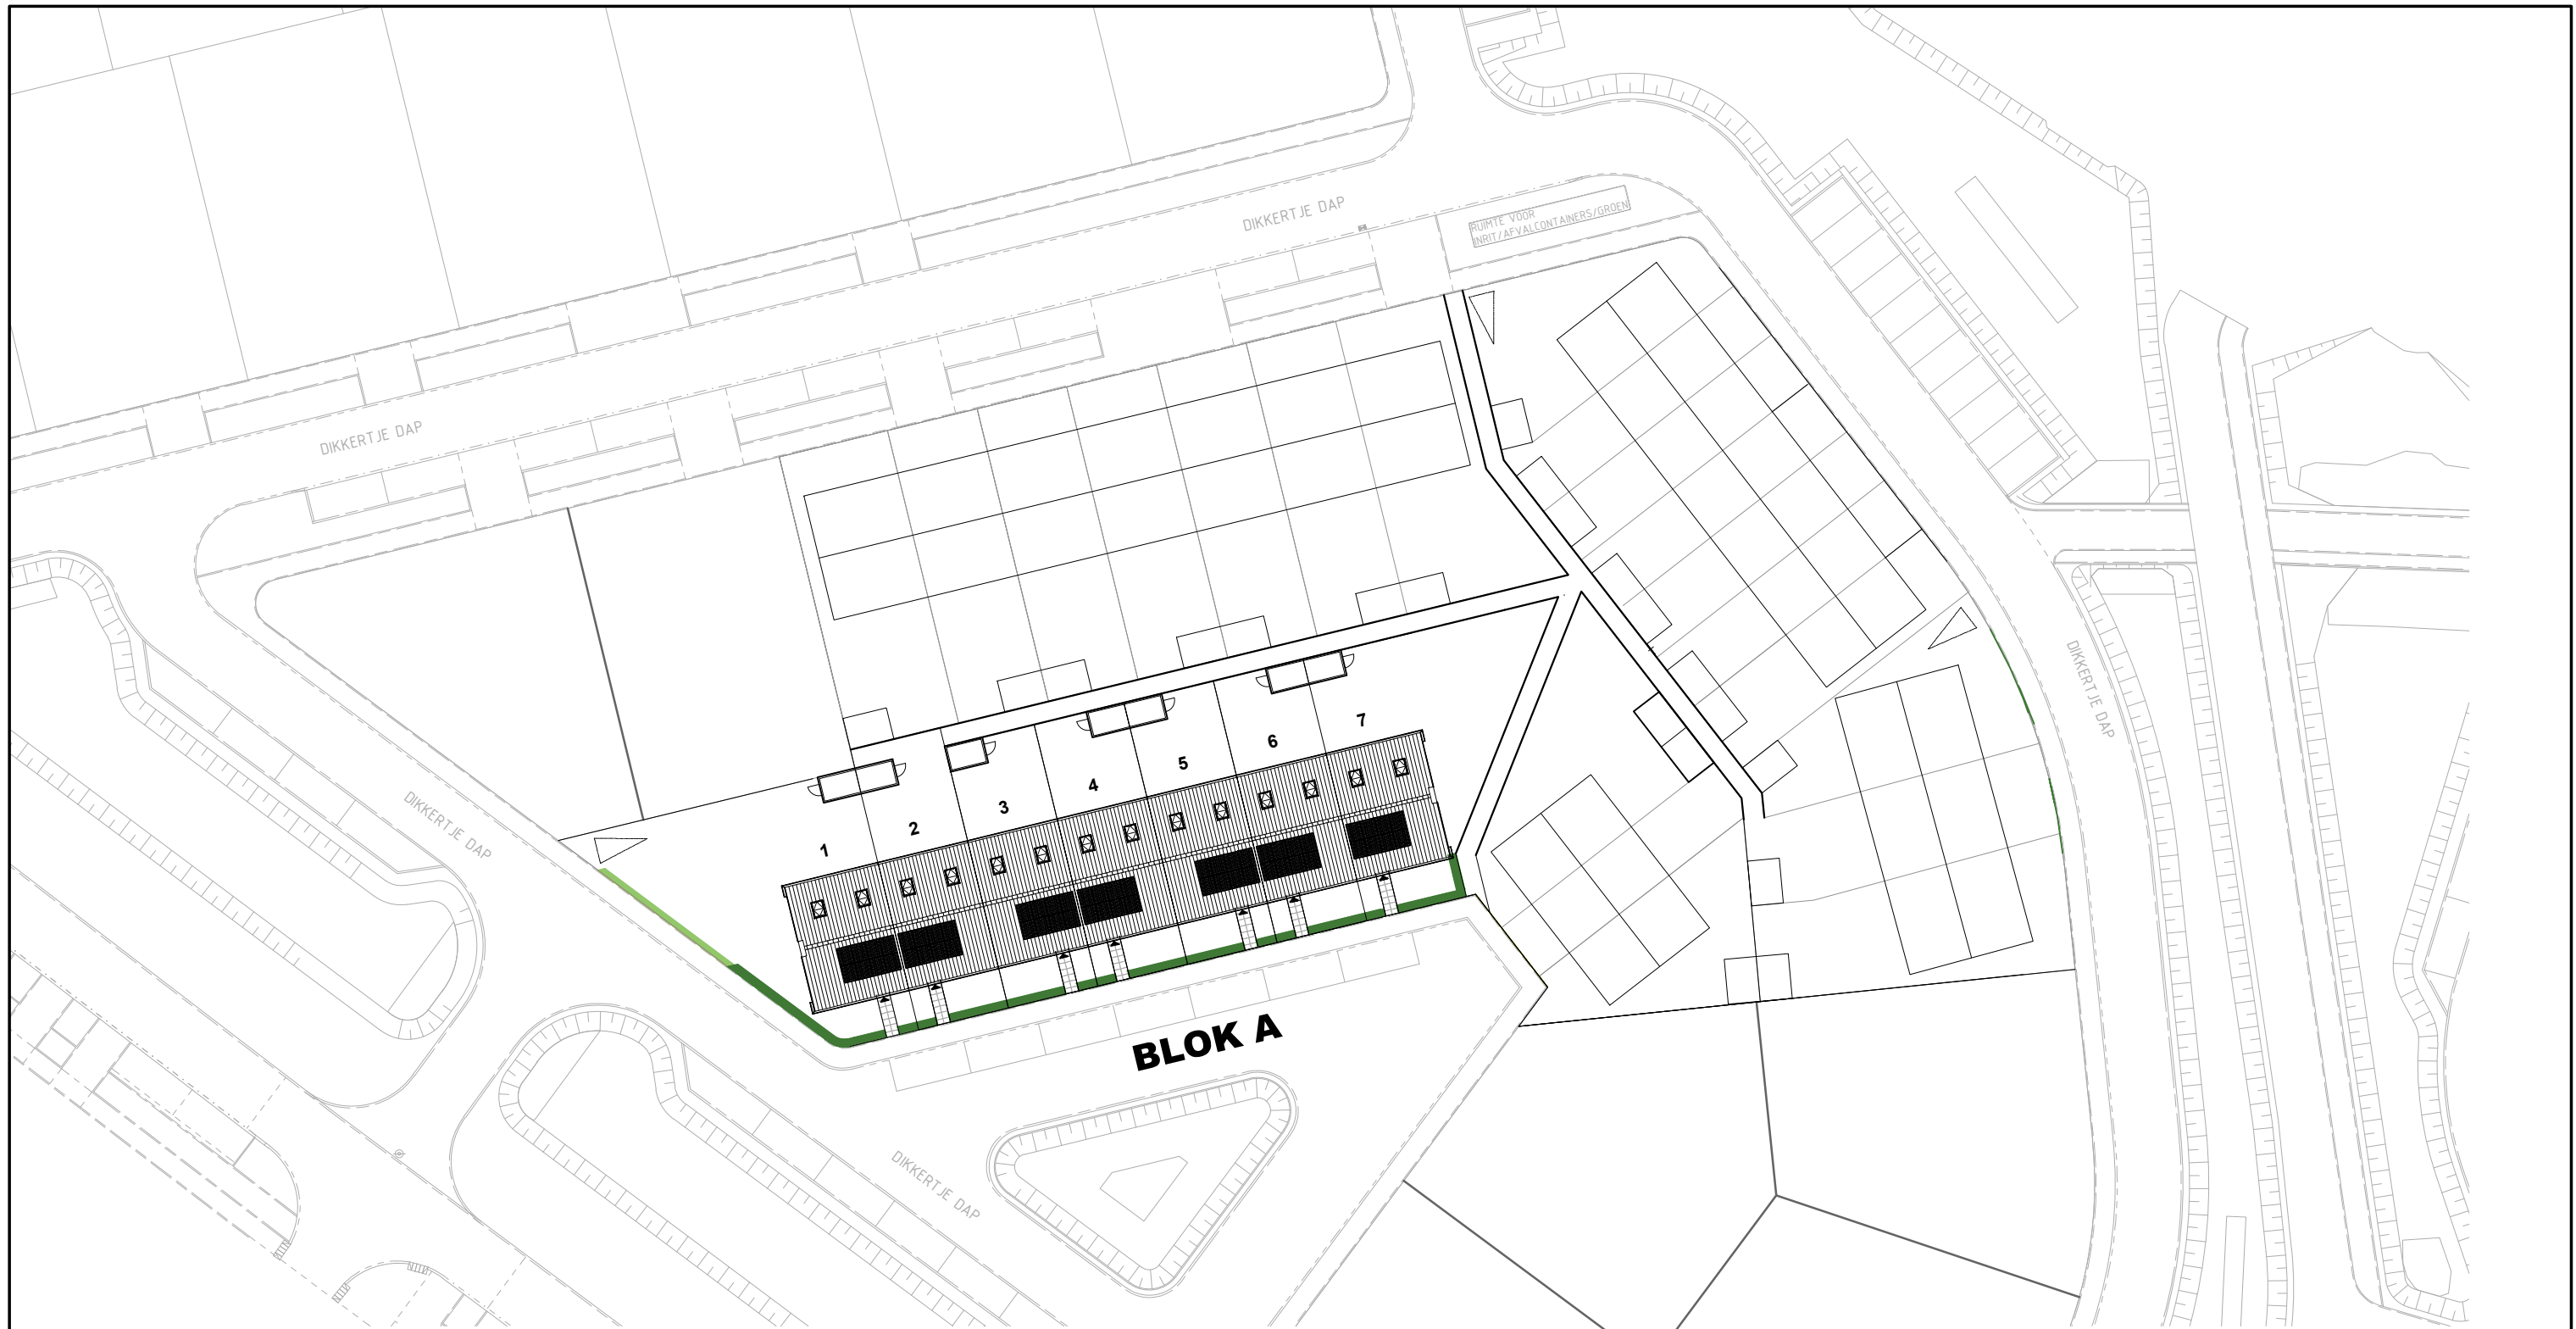 DIKKERTJE DAP
RUIMTE VOOR
INRIT/AFVALCONTAINERS/GROEN
DIKKERTJE DAP
DIKKERTJE DAP
7
6
5
4
3
2
1
DIKKERTJE DAP
BLOK A
DIKKERTJE DAP